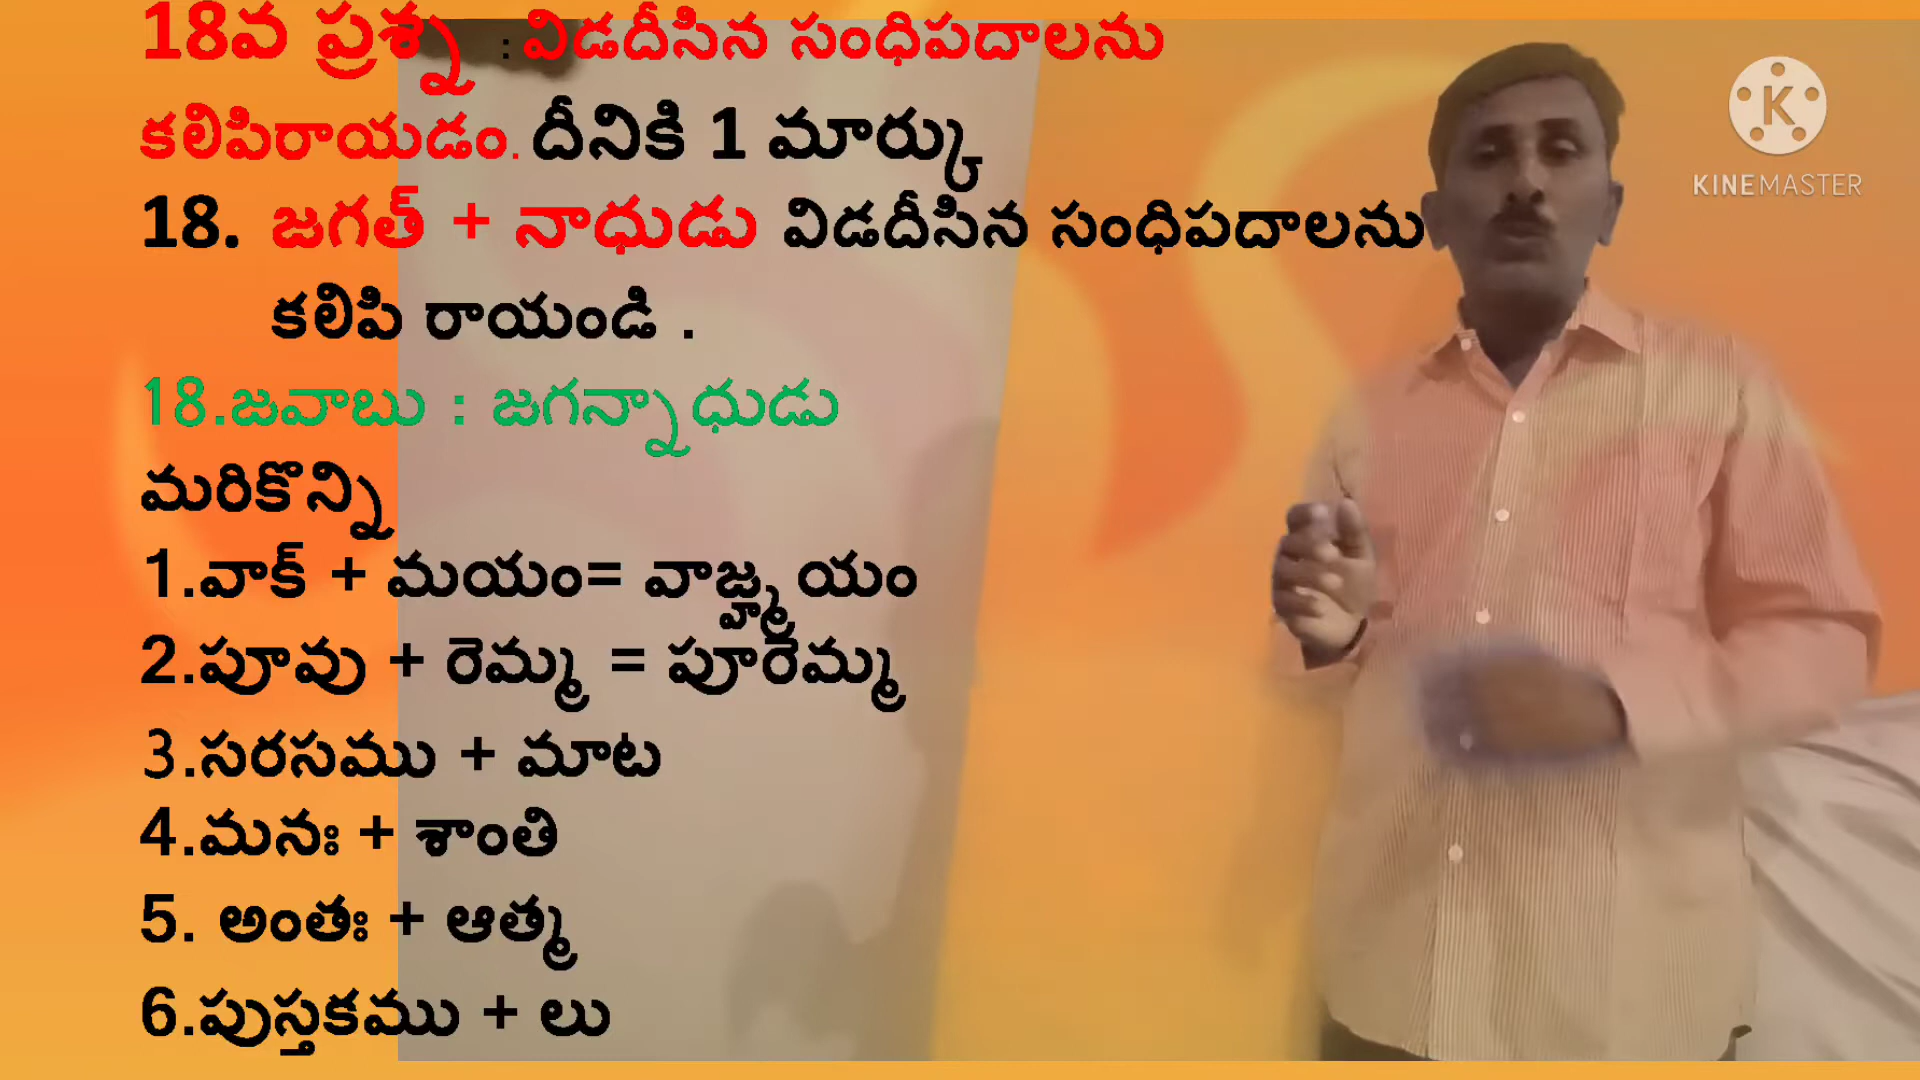 18వ ప్రశ్న : విడదీసిన సంధిపదాలను
కలిపిరాయడం. దీనికి 1 మార్కు
18. జగత్ + నాధుడు విడదీసిన సంధిపదాలను
కలిపి రాయండి .
18.జవాబు : జగన్నాధుడు
మరికొన్ని
1.వాక్ + మయం= వాజ్మయం
2.పూవు + రెమ్మ = పూరెమ్మ
3.సరసము + మాట
4.మనః + శాంతి
5. అంతః + ఆత్మ
6.పుస్తకము + లు
K
KINEMASTER